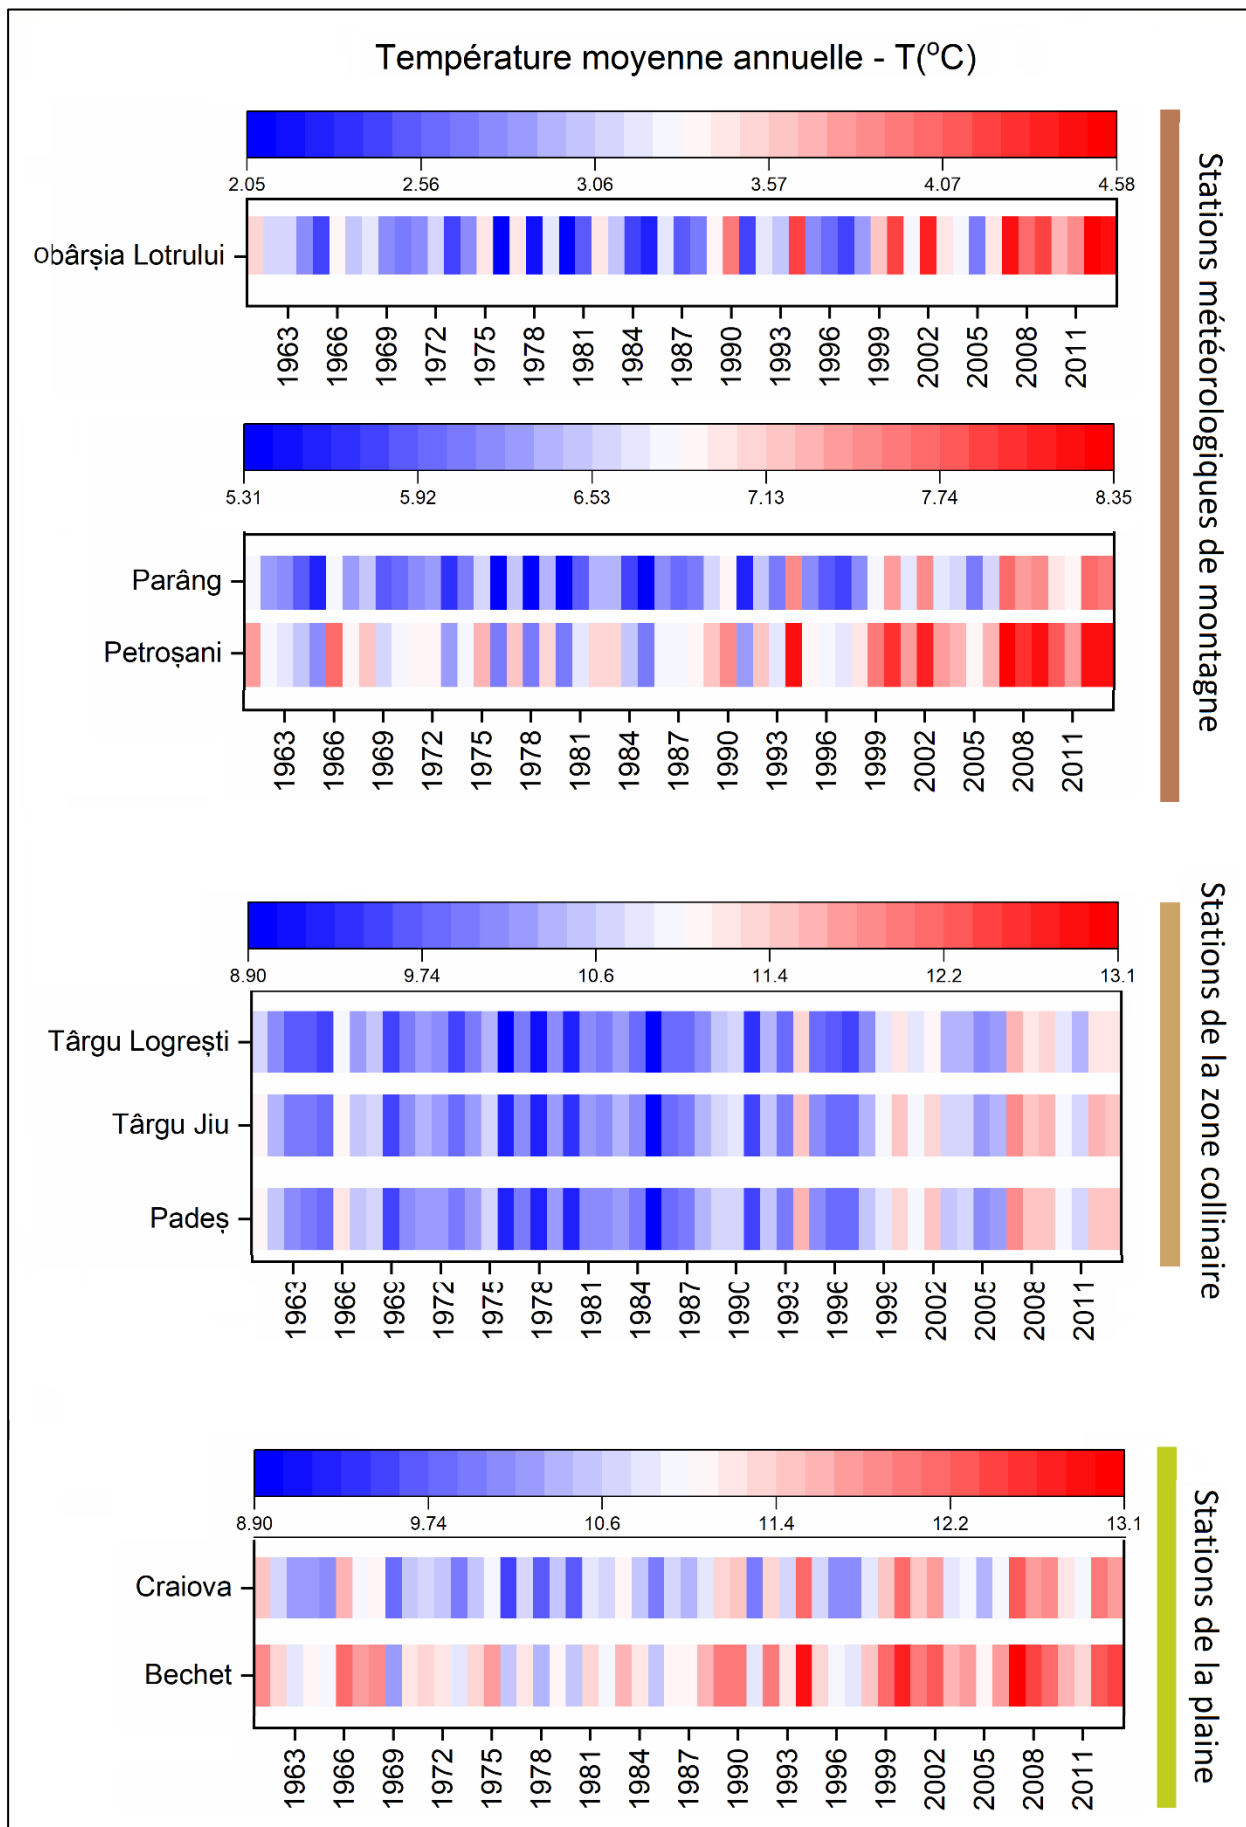 Température moyenne annuelle - T(°C)
2.05 2.56 3.06 3.57 4.07 4.58
Obârșia Lotrului
1963 1966 1969 1972 1975 1978 1981 1984 1987 1990 1993 1996 1999 2002 2005 2008 2011
5.31 5.92 6.53 7.13 7.74 8.35
Parâng
Petroșani
1963 1966 1969 1972 1975 1978 1981 1984 1987 1990 1993 1996 1999 2002 2005 2008 2011
Stations météorologiques de montagne
8.90 9.74 10.6 11.4 12.2 13.1
Târgu Logrești
Târgu Jiu
Padeș
1963 1966 1969 1972 1975 1978 1981 1984 1987 1990 1993 1996 1999 2002 2005 2008 2011
Stations de la zone collinaire
8.90 9.74 10.6 11.4 12.2 13.1
Craiova
Bechet
1963 1966 1969 1972 1975 1978 1981 1984 1987 1990 1993 1996 1999 2002 2005 2008 2011
Stations de la plaine